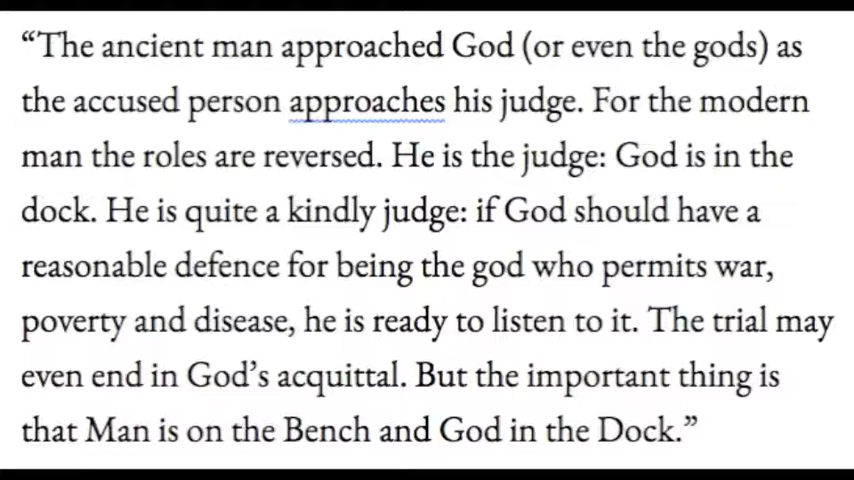 “The ancient man approached God (or even the gods) as
the accused person approaches his judge. For the modern
man the roles are reversed. He is the judge: God is in the
dock. He is quite a kindly judge: if God should have a
reasonable defence for being the god who permits war,
poverty and disease, he is ready to listen to it. The trial may
even end in God’s acquittal. But the important thing is
that Man is on the Bench and God in the Dock.”